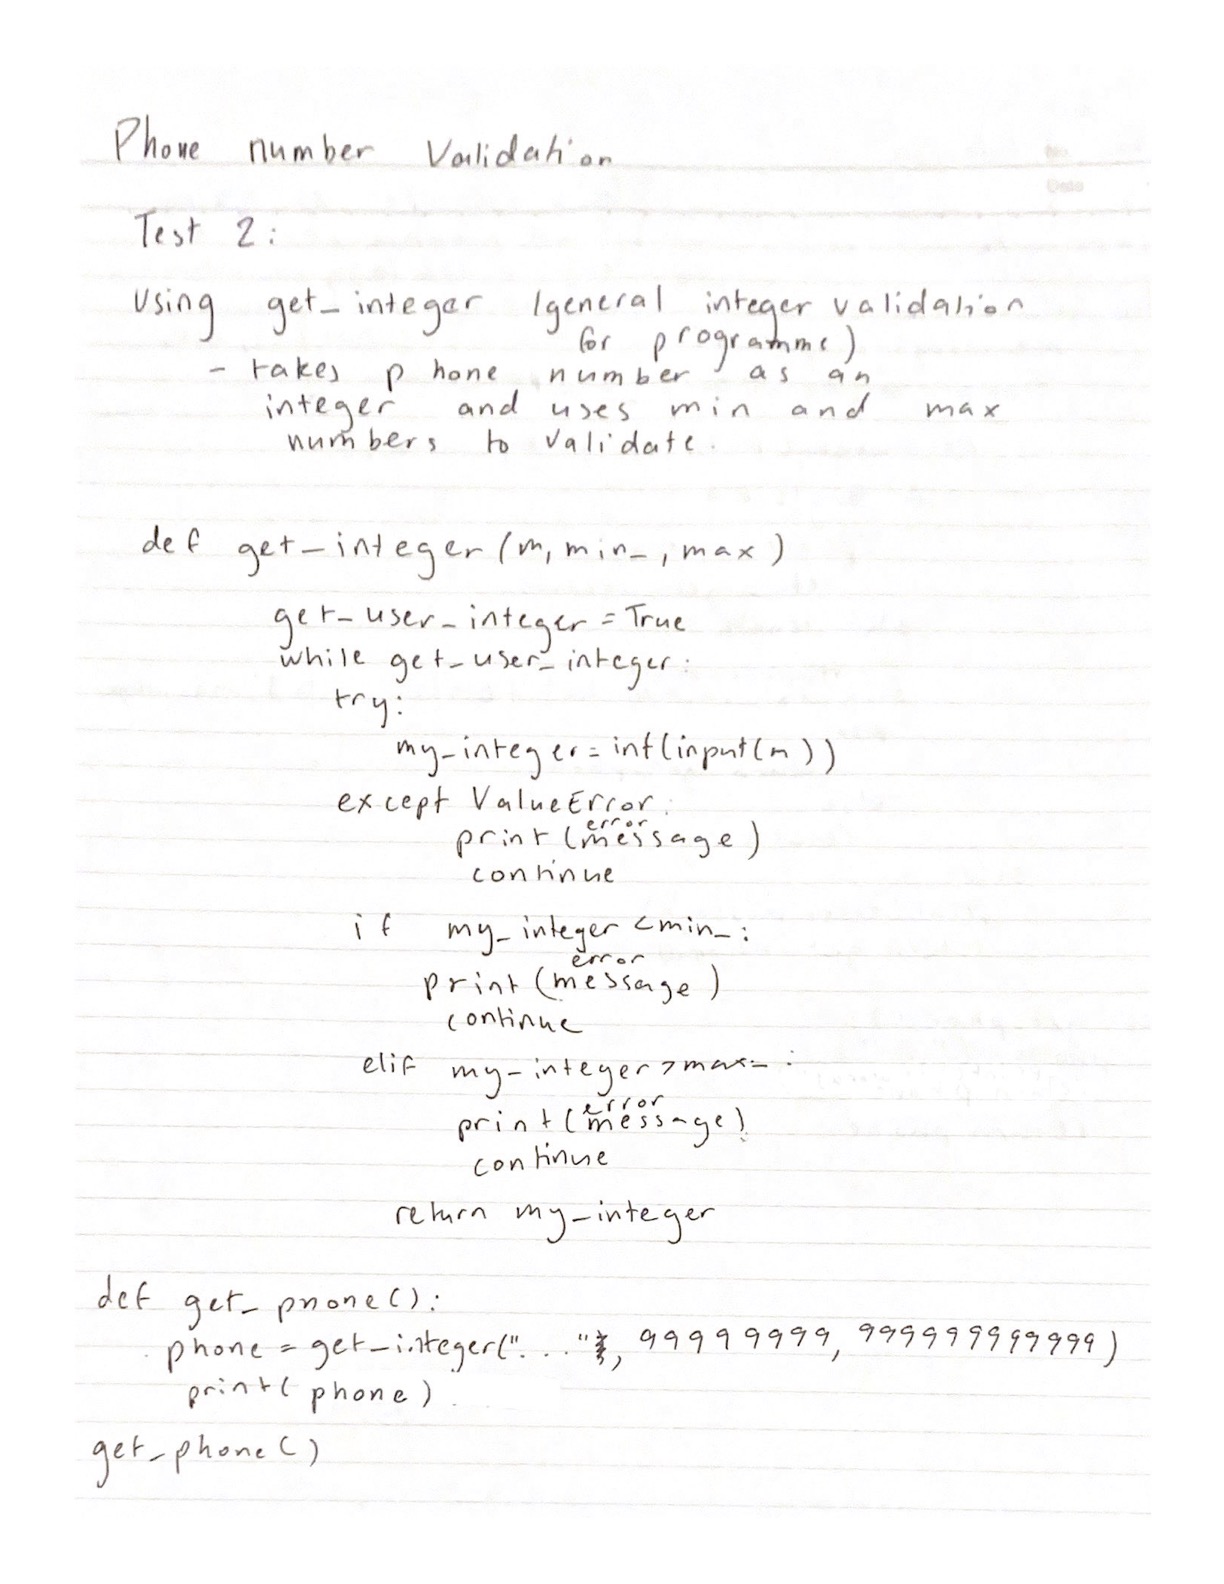 Phone number Validation
Test 2:
Using get_integer (general integer validation
for programme)
- takes phone number as an
integer and uses min and max
numbers to validate.
def get_integer(m, min_, max)
get_user_integer = True
while get_user_integer:
try:
my_integer = int(input(m))
except ValueError:
error
print(message)
continue
if my_integer <min_:
error
print(message)
continue
elif my_integer >max_:
error
print(message)
continue
return my_integer
def get_phone():
phone = get_integer("...", 99999999, 999999999999)
print(phone)
get_phone()